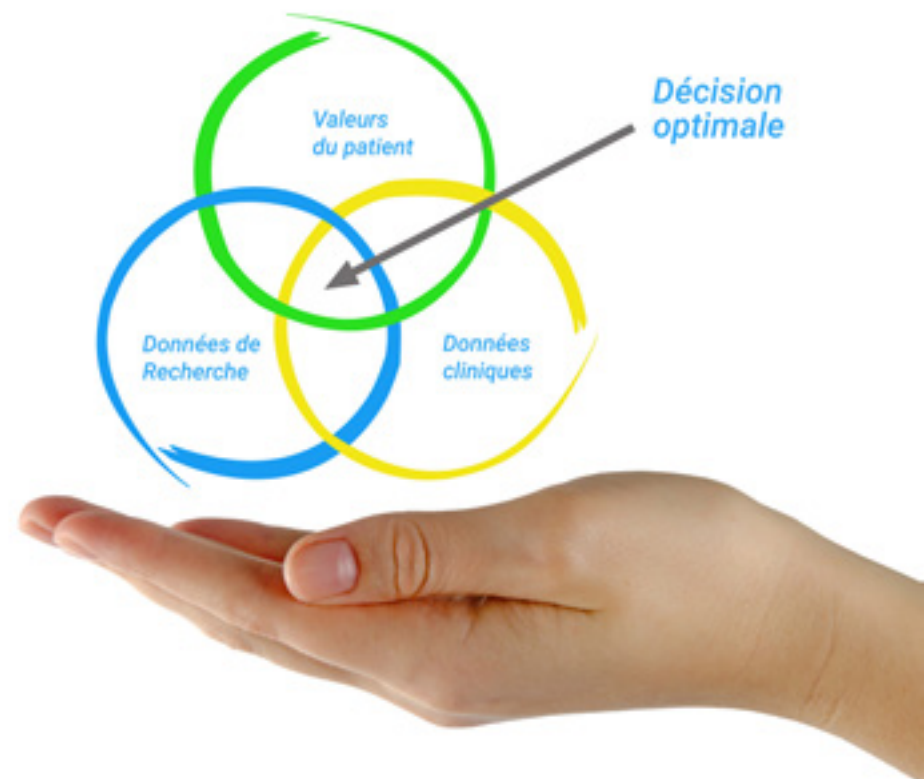 Valeurs
du patient
Décision
optimale
Données de
Recherche
Données
cliniques